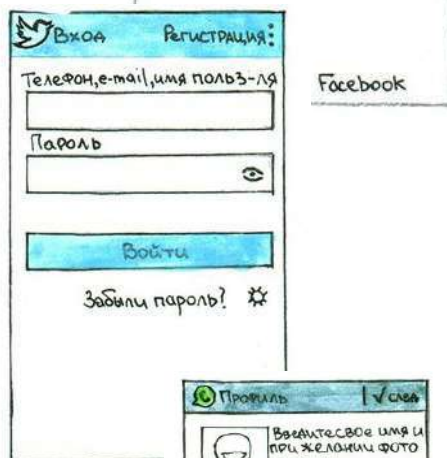 Вход Регистрация
Телефон, e-mail, имя польз-ля
Пароль
Войти
Забыли пароль?
Facebook
Профиль √ след
Введите свое имя и
при желании фото